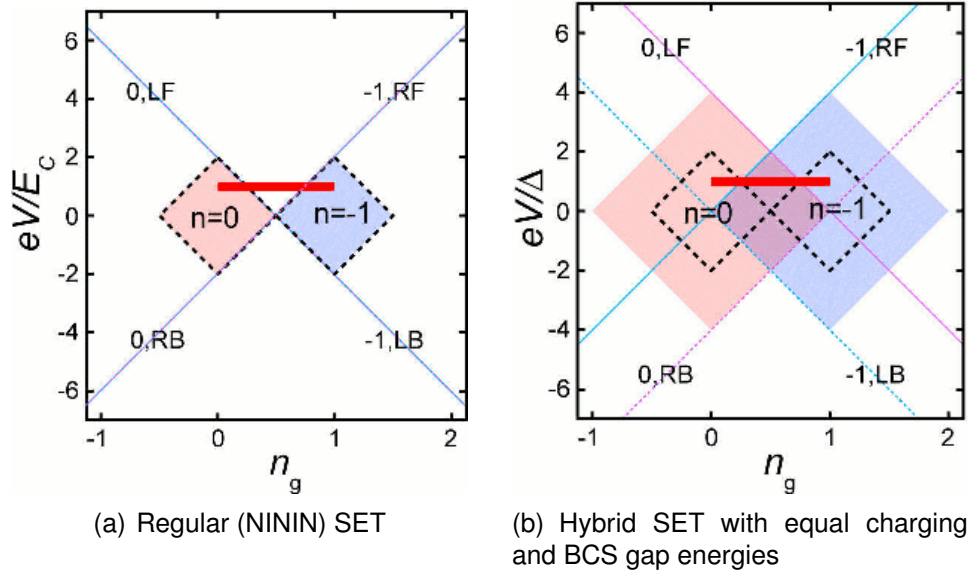 6
4
2
0
-2
-4
-6
eV/E_C
0,LF
-1,RF
n=0
n=-1
0,RB
-1,LB
-1
0
1
2
n_g
(a) Regular (NININ) SET
6
4
2
0
-2
-4
-6
eV/Δ
0,LF
-1,RF
n=0
n=-1
0,RB
-1,LB
-1
0
1
2
n_g
(b) Hybrid SET with equal charging
and BCS gap energies